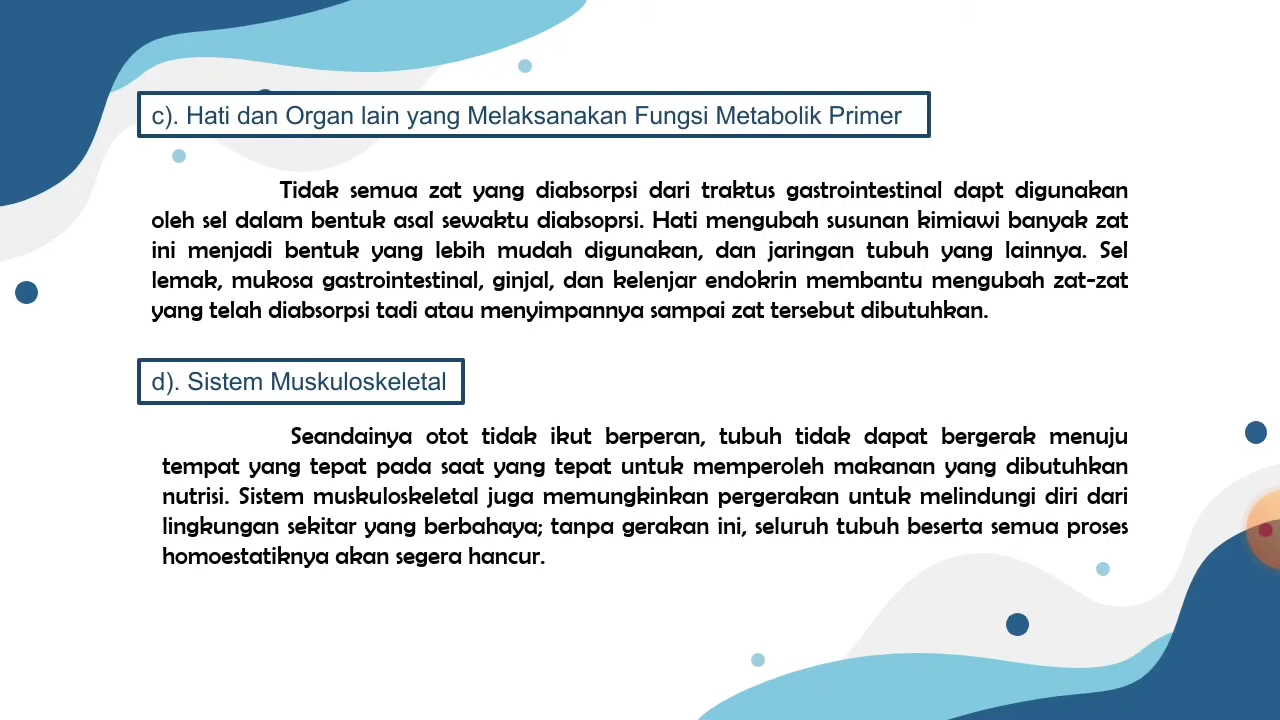 c). Hati dan Organ lain yang Melaksanakan Fungsi Metabolik Primer
Tidak semua zat yang diabsorpsi dari traktus gastrointestinal dapt digunakan
oleh sel dalam bentuk asal sewaktu diabsoprsi. Hati mengubah susunan kimiawi banyak zat
ini menjadi bentuk yang lebih mudah digunakan, dan jaringan tubuh yang lainnya. Sel
lemak, mukosa gastrointestinal, ginjal, dan kelenjar endokrin membantu mengubah zat-zat
yang telah diabsorpsi tadi atau menyimpannya sampai zat tersebut dibutuhkan.
d). Sistem Muskuloskeletal
Seandainya otot tidak ikut berperan, tubuh tidak dapat bergerak menuju
tempat yang tepat pada saat yang tepat untuk memperoleh makanan yang dibutuhkan
nutrisi. Sistem muskuloskeletal juga memungkinkan pergerakan untuk melindungi diri dari
lingkungan sekitar yang berbahaya; tanpa gerakan ini, seluruh tubuh beserta semua proses
homoestatiknya akan segera hancur.